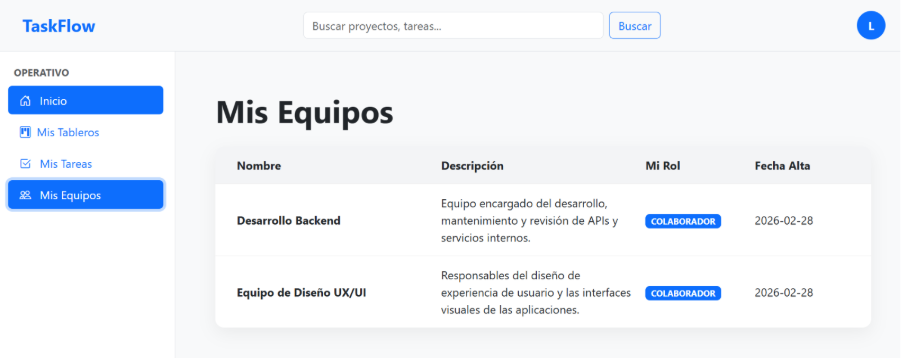 TaskFlow
Buscar proyectos, tareas...
Buscar
L
OPERATIVO
Inicio
Mis Tableros
Mis Tareas
Mis Equipos
Mis Equipos
Nombre Descripción Mi Rol Fecha Alta
Desarrollo Backend
Equipo encargado del desarrollo,
mantenimiento y revisión de APIs y
servicios internos.
COLABORADOR
2026-02-28
Equipo de Diseño UX/UI
Responsables del diseño de
experiencia de usuario y las interfaces
visuales de las aplicaciones.
COLABORADOR
2026-02-28